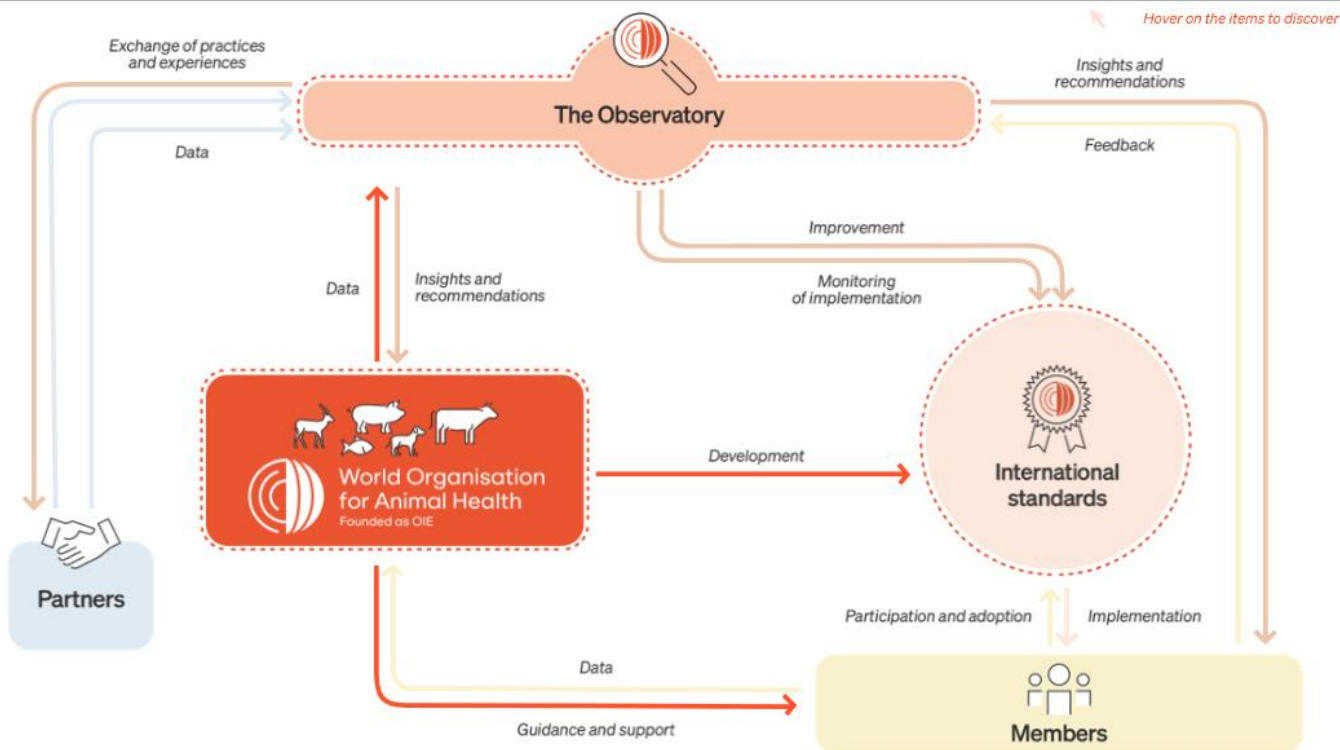 Hover on the items to discover
Exchange of practices
and experiences
Insights and
recommendations
The Observatory
Data
Feedback
Improvement
Data
Insights and
recommendations
Monitoring
of implementation
World Organisation
for Animal Health
Founded as OIE
Development
International
standards
Partners
Participation and adoption
Implementation
Data
Guidance and support
Members